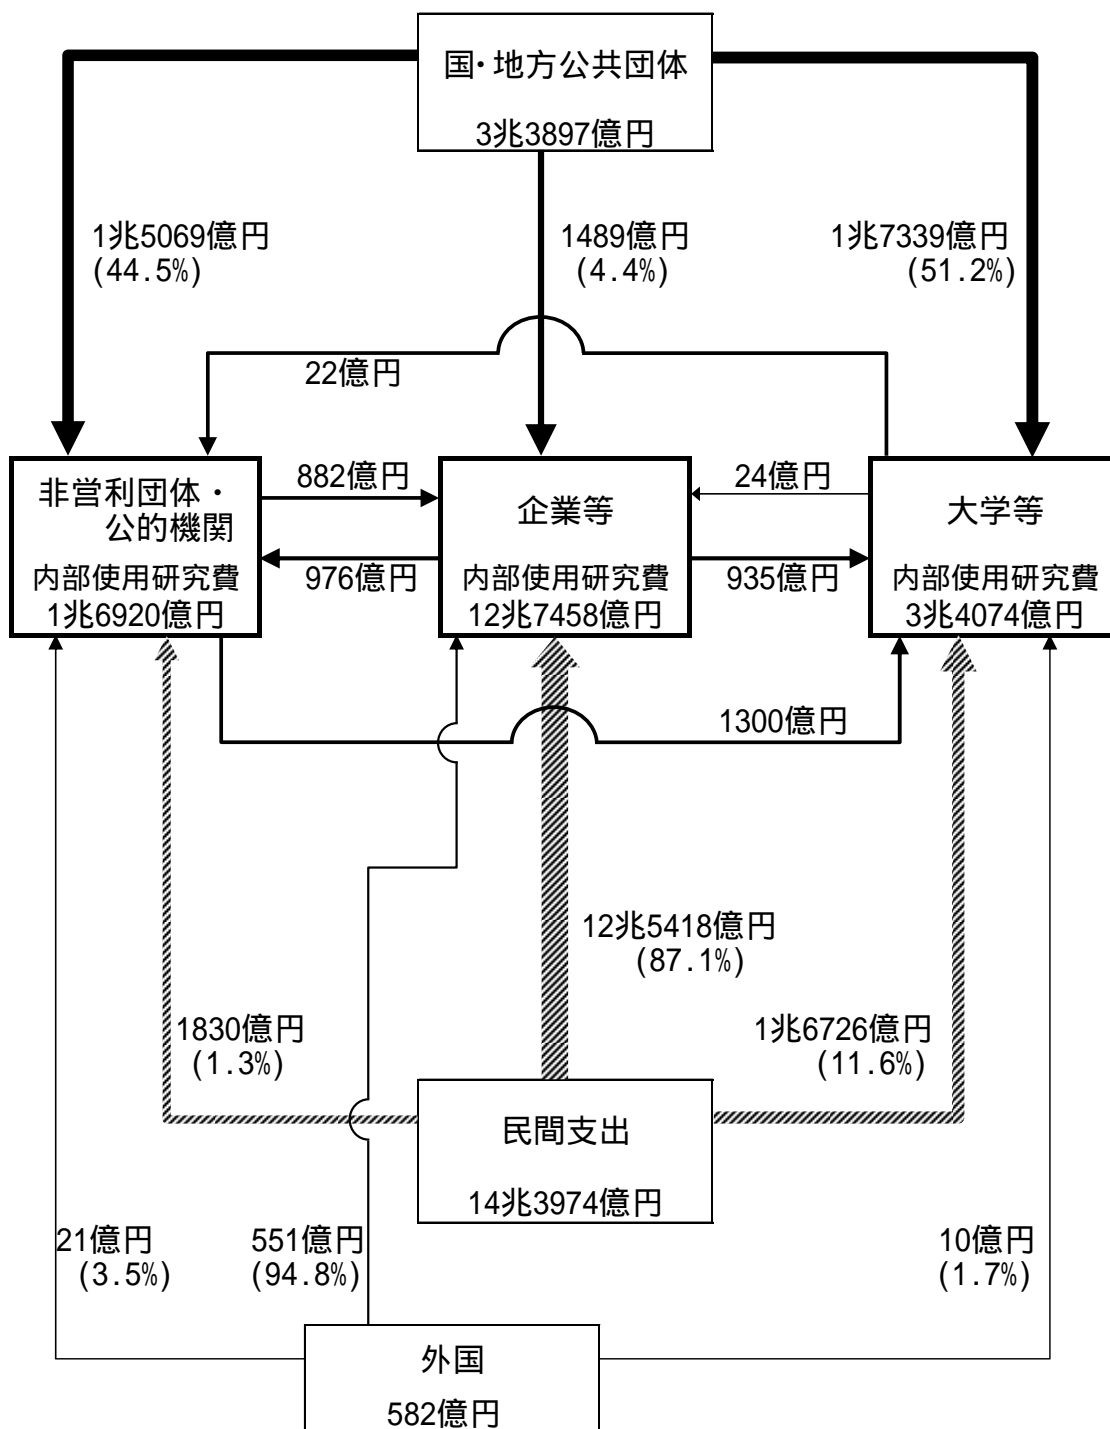 国・地方公共団体
3兆3897億円
1兆5069億円
(44.5%)
1489億円
(4.4%)
1兆7339億円
(51.2%)
22億円
非営利団体・
公的機関
内部使用研究費
1兆6920億円
882億円
976億円
企業等
内部使用研究費
12兆7458億円
24億円
935億円
大学等
内部使用研究費
3兆4074億円
1300億円
12兆5418億円
(87.1%)
1830億円
(1.3%)
1兆6726億円
(11.6%)
民間支出
14兆3974億円
21億円
(3.5%)
551億円
(94.8%)
10億円
(1.7%)
外国
582億円